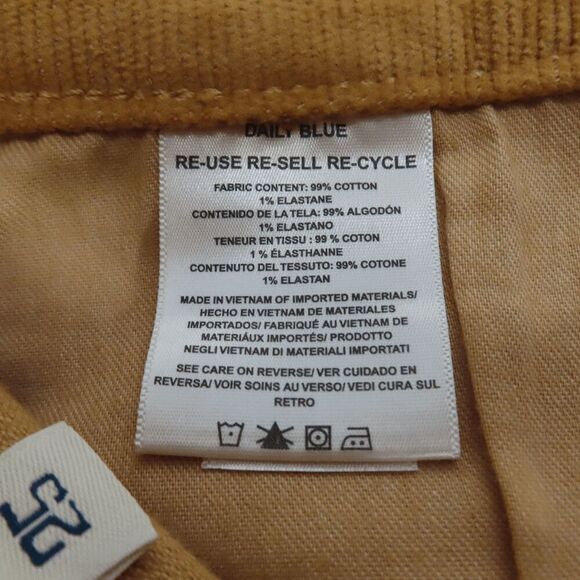 DAILY BLUE
RE-USE RE-SELL RE-CYCLE
FABRIC CONTENT: 99% COTTON
1% ELASTANE
CONTENIDO DE LA TELA: 99% ALGODÓN
1% ELASTANO
TENEUR EN TISSU : 99 % COTON
1 % ÉLASTHANNE
CONTENUTO DEL TESSUTO: 99% COTONE
1% ELASTAN
MADE IN VIETNAM OF IMPORTED MATERIALS/
HECHO EN VIETNAM DE MATERIALES
IMPORTADOS/ FABRIQUÉ AU VIETNAM DE
MATERIÁUX IMPORTÉS/ PRODOTTO
NEGLI VIETNAM DI MATERIALI IMPORTATI
SEE CARE ON REVERSE/ VER CUIDADO EN
REVERSA/ VOIR SOINS AU VERSO/ VEDI CURA SUL
RETRO
25